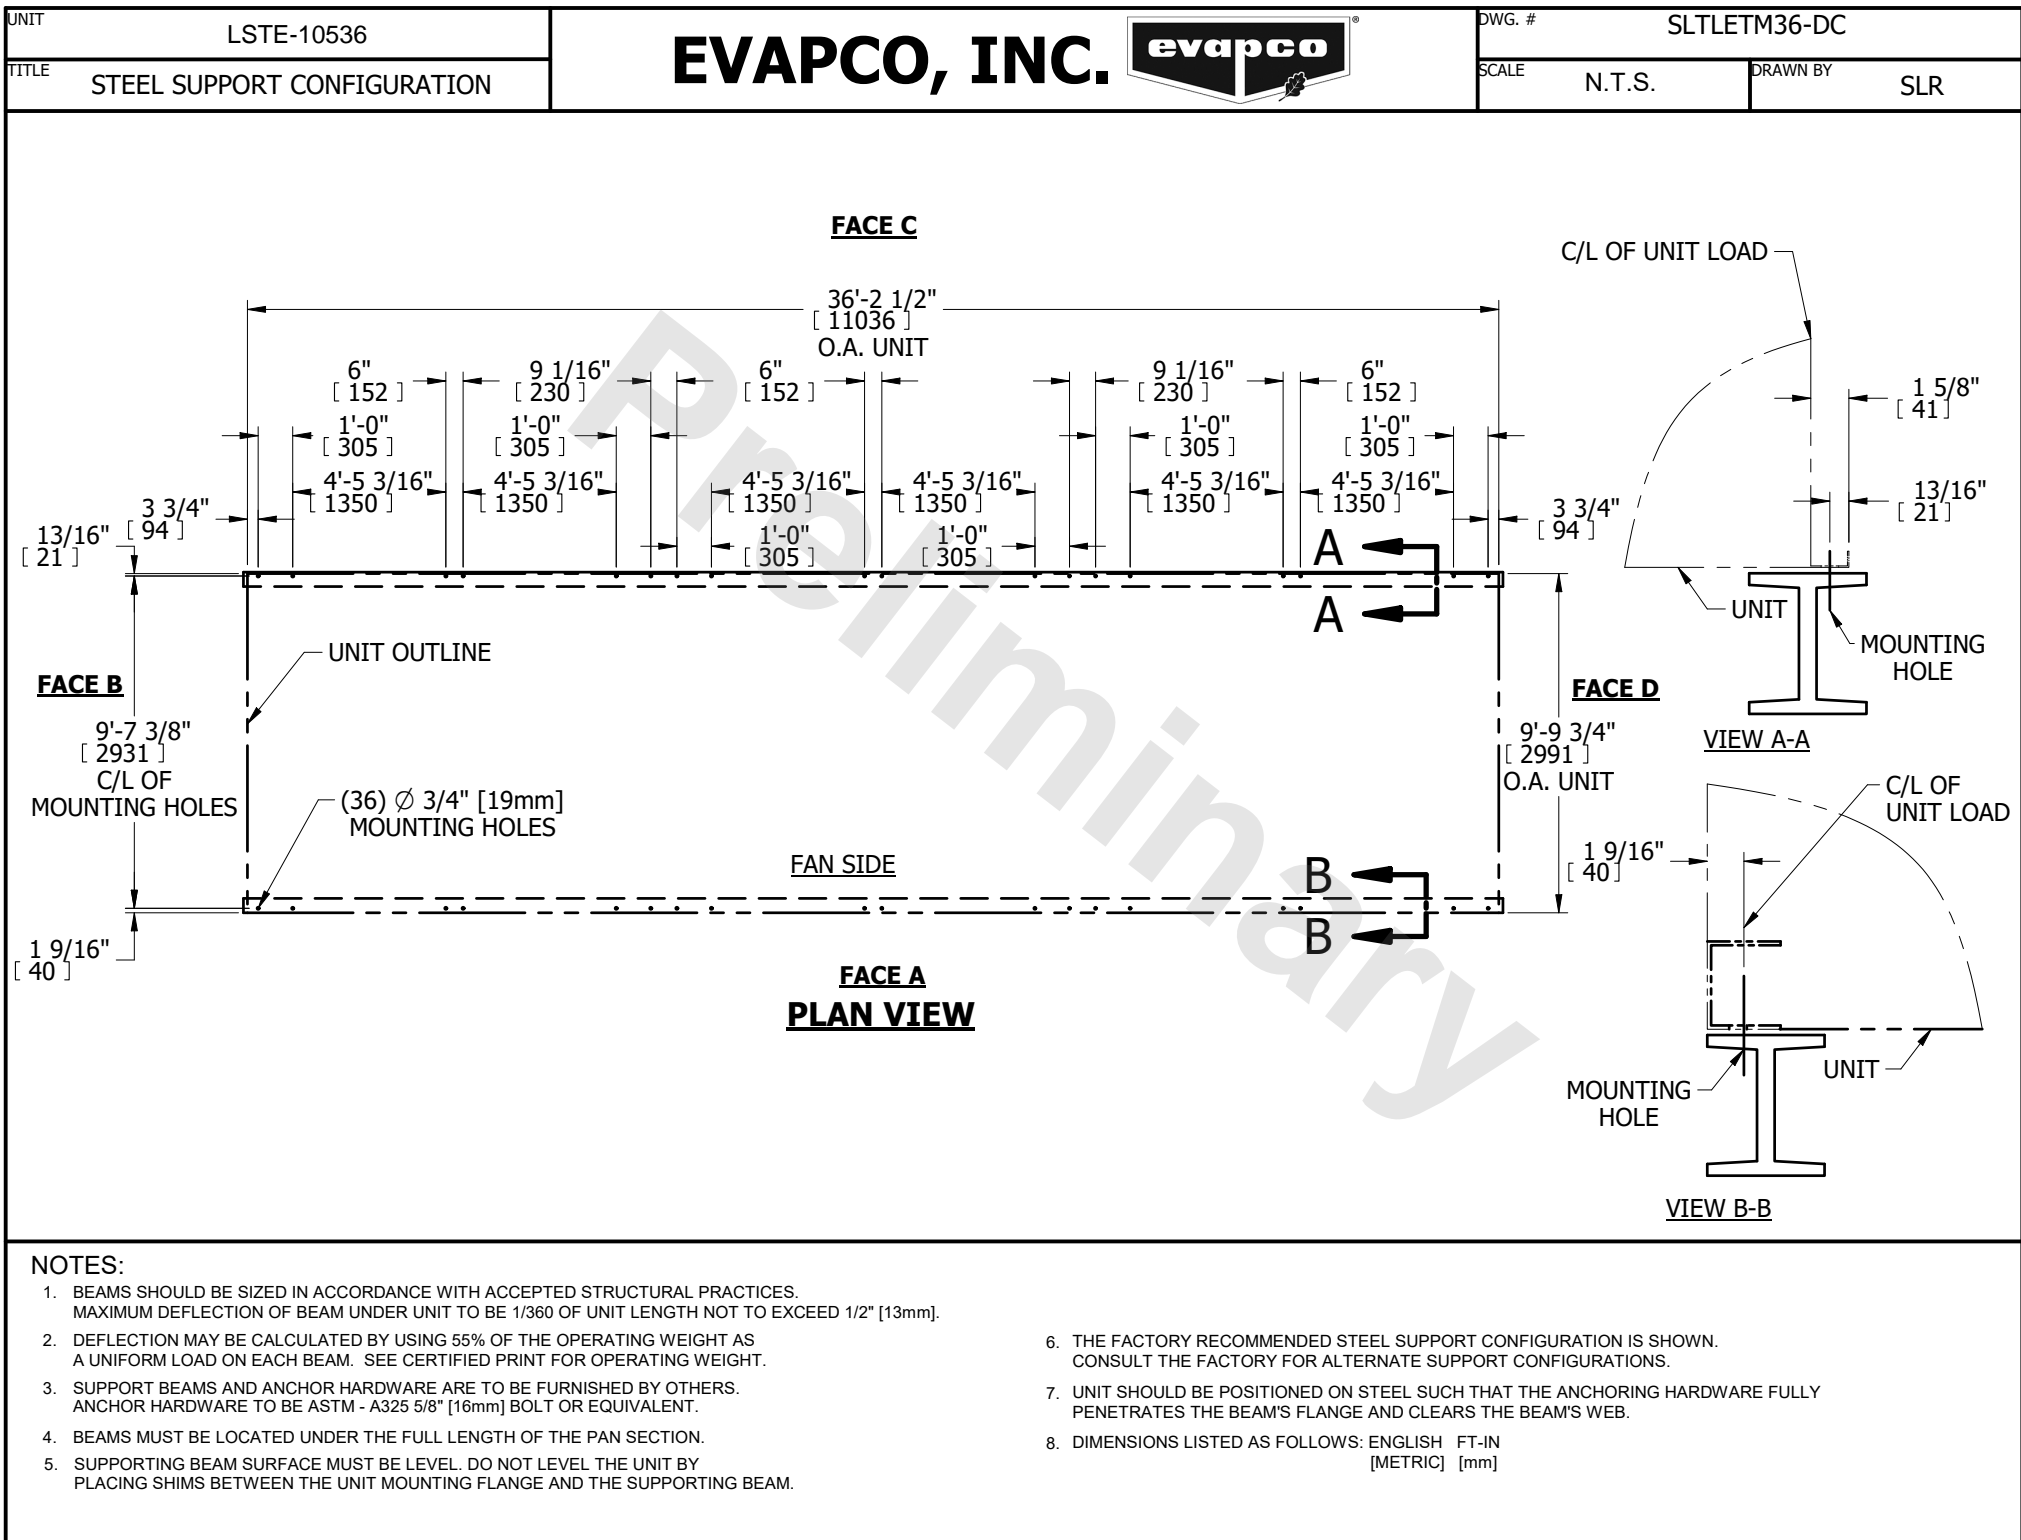 UNIT
LSTE-10536
TITLE
STEEL SUPPORT CONFIGURATION
EVAPCO, INC.
evapco
®
DWG. #
SLTLETM36-DC
SCALE
N.T.S.
DRAWN BY
SLR
FACE C
36'-2 1/2"
[ 11036 ]
O.A. UNIT
6"
[ 152 ]
9 1/16"
[ 230 ]
6"
[ 152 ]
9 1/16"
[ 230 ]
6"
[ 152 ]
1'-0"
[ 305 ]
1'-0"
[ 305 ]
1'-0"
[ 305 ]
1'-0"
[ 305 ]
4'-5 3/16"
[ 1350 ]
4'-5 3/16"
[ 1350 ]
4'-5 3/16"
[ 1350 ]
4'-5 3/16"
[ 1350 ]
4'-5 3/16"
[ 1350 ]
4'-5 3/16"
[ 1350 ]
3 3/4"
[ 94 ]
3 3/4"
[ 94 ]
13/16"
[ 21 ]
1'-0"
[ 305 ]
1'-0"
[ 305 ]
A
A
UNIT OUTLINE
FACE B
9'-7 3/8"
[ 2931 ]
C/L OF
MOUNTING HOLES
(36) Ø 3/4" [19mm]
MOUNTING HOLES
FAN SIDE
FACE D
9'-9 3/4"
[ 2991 ]
O.A. UNIT
B
B
1 9/16"
[ 40 ]
FACE A
PLAN VIEW
Preliminary
C/L OF UNIT LOAD
1 5/8"
[ 41 ]
13/16"
[ 21 ]
UNIT
MOUNTING
HOLE
VIEW A-A
C/L OF
UNIT LOAD
1 9/16"
[ 40 ]
UNIT
MOUNTING
HOLE
VIEW B-B
NOTES:
1. BEAMS SHOULD BE SIZED IN ACCORDANCE WITH ACCEPTED STRUCTURAL PRACTICES.
MAXIMUM DEFLECTION OF BEAM UNDER UNIT TO BE 1/360 OF UNIT LENGTH NOT TO EXCEED 1/2" [13mm].
2. DEFLECTION MAY BE CALCULATED BY USING 55% OF THE OPERATING WEIGHT AS
A UNIFORM LOAD ON EACH BEAM. SEE CERTIFIED PRINT FOR OPERATING WEIGHT.
3. SUPPORT BEAMS AND ANCHOR HARDWARE ARE TO BE FURNISHED BY OTHERS.
ANCHOR HARDWARE TO BE ASTM - A325 5/8" [16mm] BOLT OR EQUIVALENT.
4. BEAMS MUST BE LOCATED UNDER THE FULL LENGTH OF THE PAN SECTION.
5. SUPPORTING BEAM SURFACE MUST BE LEVEL. DO NOT LEVEL THE UNIT BY
PLACING SHIMS BETWEEN THE UNIT MOUNTING FLANGE AND THE SUPPORTING BEAM.
6. THE FACTORY RECOMMENDED STEEL SUPPORT CONFIGURATION IS SHOWN.
CONSULT THE FACTORY FOR ALTERNATE SUPPORT CONFIGURATIONS.
7. UNIT SHOULD BE POSITIONED ON STEEL SUCH THAT THE ANCHORING HARDWARE FULLY
PENETRATES THE BEAM'S FLANGE AND CLEARS THE BEAM'S WEB.
8. DIMENSIONS LISTED AS FOLLOWS: ENGLISH FT-IN
[METRIC] [mm]